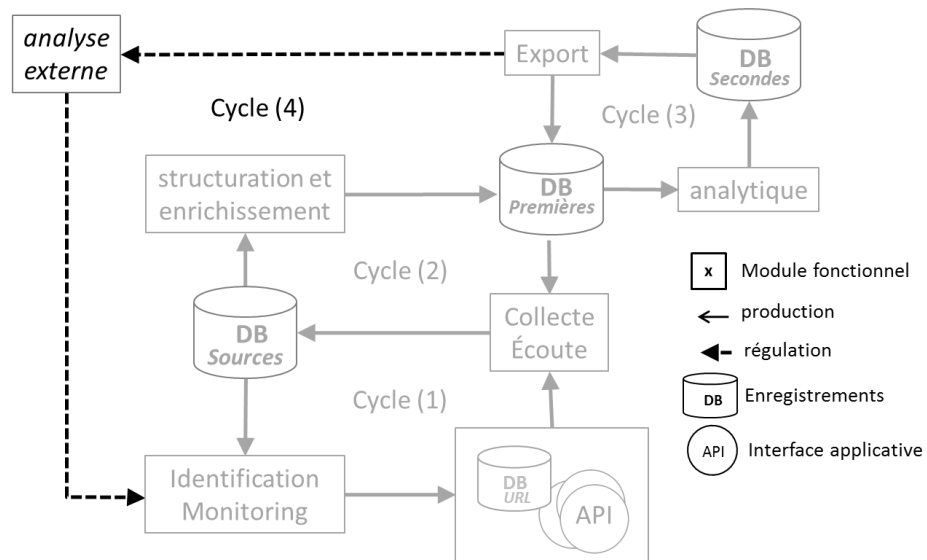 analyse
externe
Export
DB
Secondes
Cycle (4)
Cycle (3)
structuration et
enrichissement
DB
Premières
analytique
Cycle (2)
DB
Sources
Collecte
Écoute
Cycle (1)
Identification
Monitoring
DB
URL
API
x
Module fonctionnel
production
régulation
DB
Enregistrements
API
Interface applicative